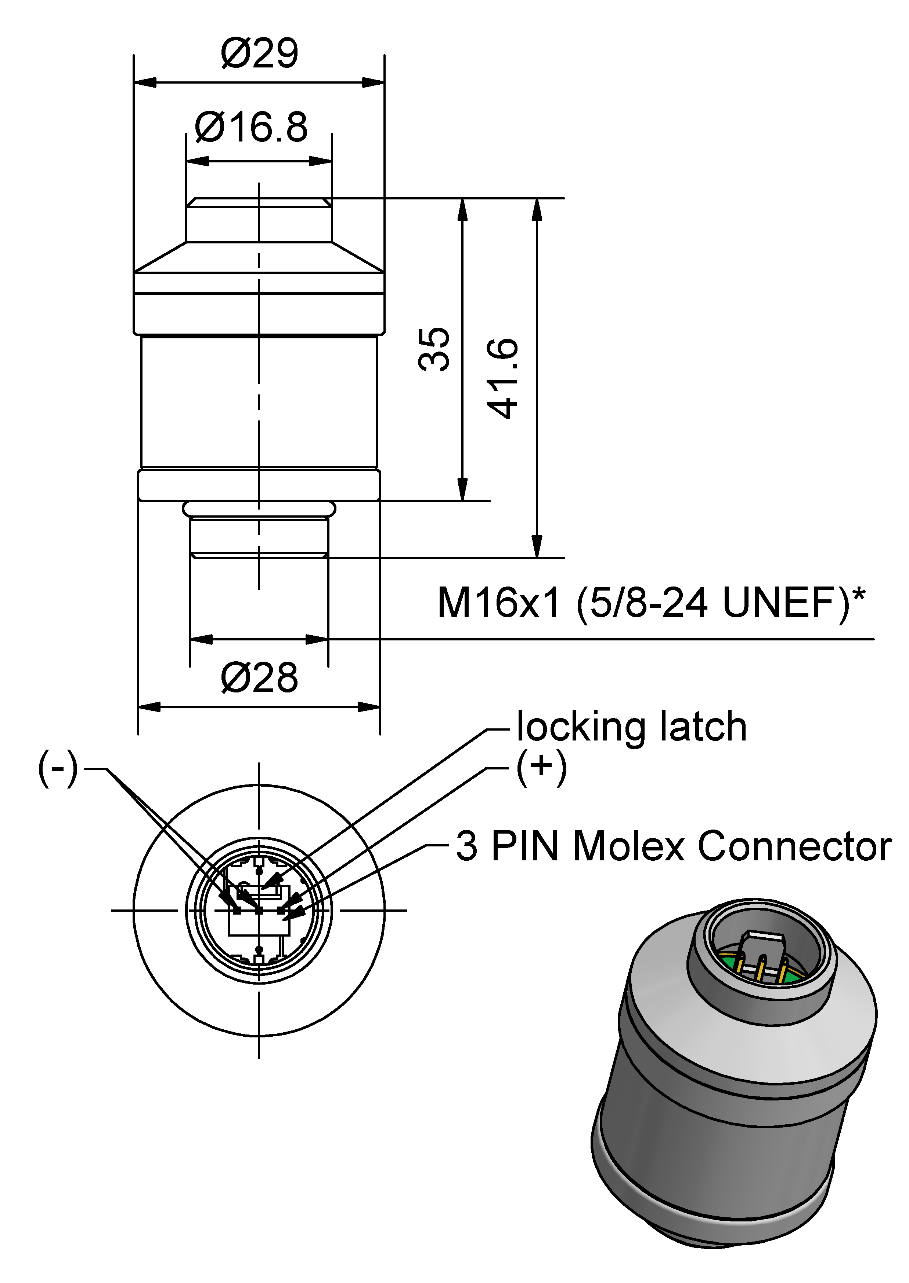 Ø29
Ø16.8
35
41.6
M16x1 (5/8-24 UNEF)*
Ø28
locking latch
(-)
(+)
3 PIN Molex Connector